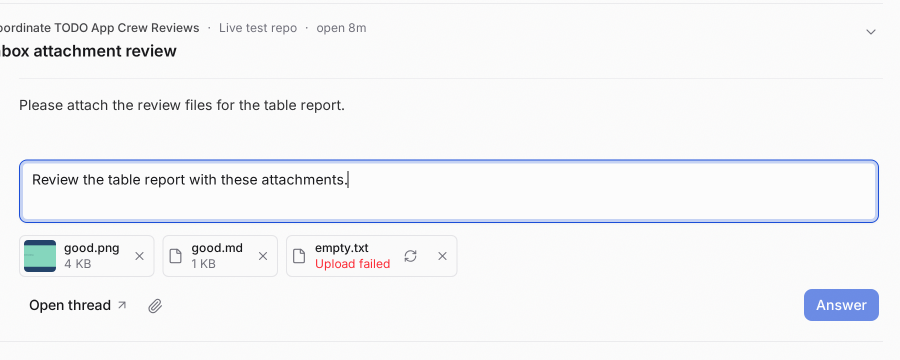 oordinate TODO App Crew Reviews · Live test repo · open 8m
nbox attachment review
Please attach the review files for the table report.
Review the table report with these attachments.
good.png
4 KB
good.md
1 KB
empty.txt
Upload failed
Open thread
Answer